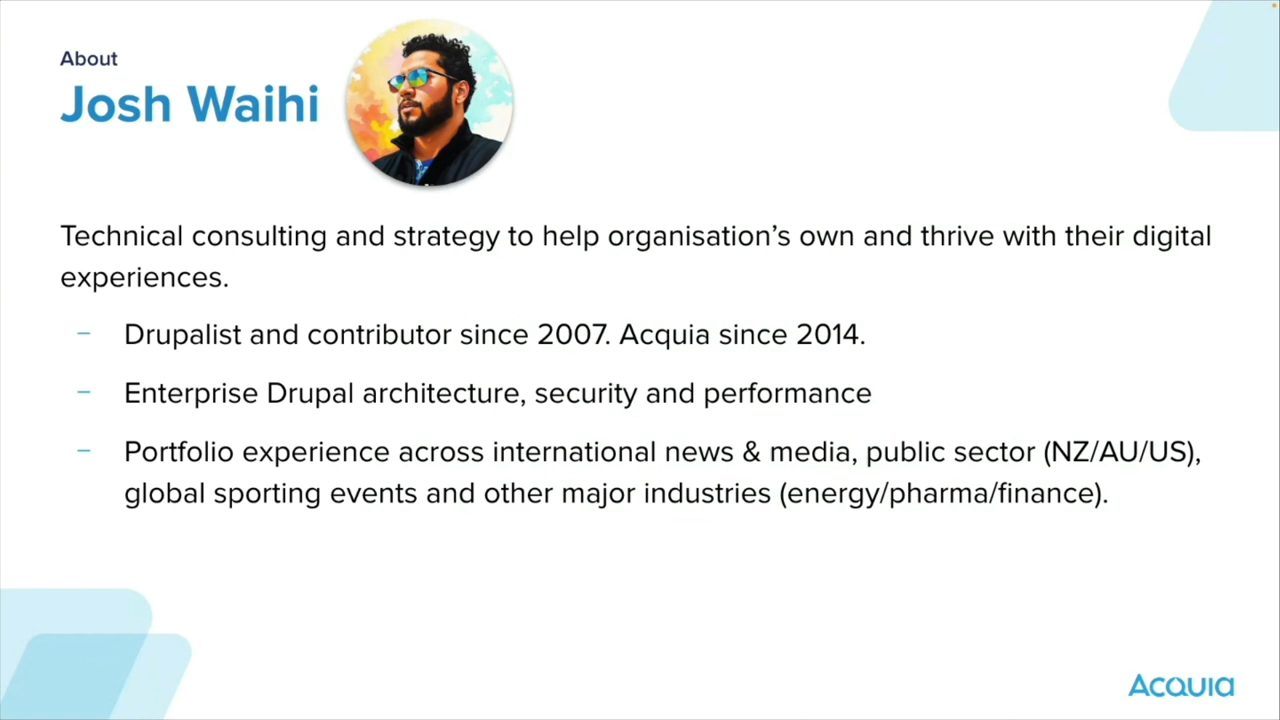 About
Josh Waihi
Technical consulting and strategy to help organisation’s own and thrive with their digital
experiences.
– Drupalist and contributor since 2007. Acquia since 2014.
– Enterprise Drupal architecture, security and performance
– Portfolio experience across international news & media, public sector (NZ/AU/US),
global sporting events and other major industries (energy/pharma/finance).
Acquia